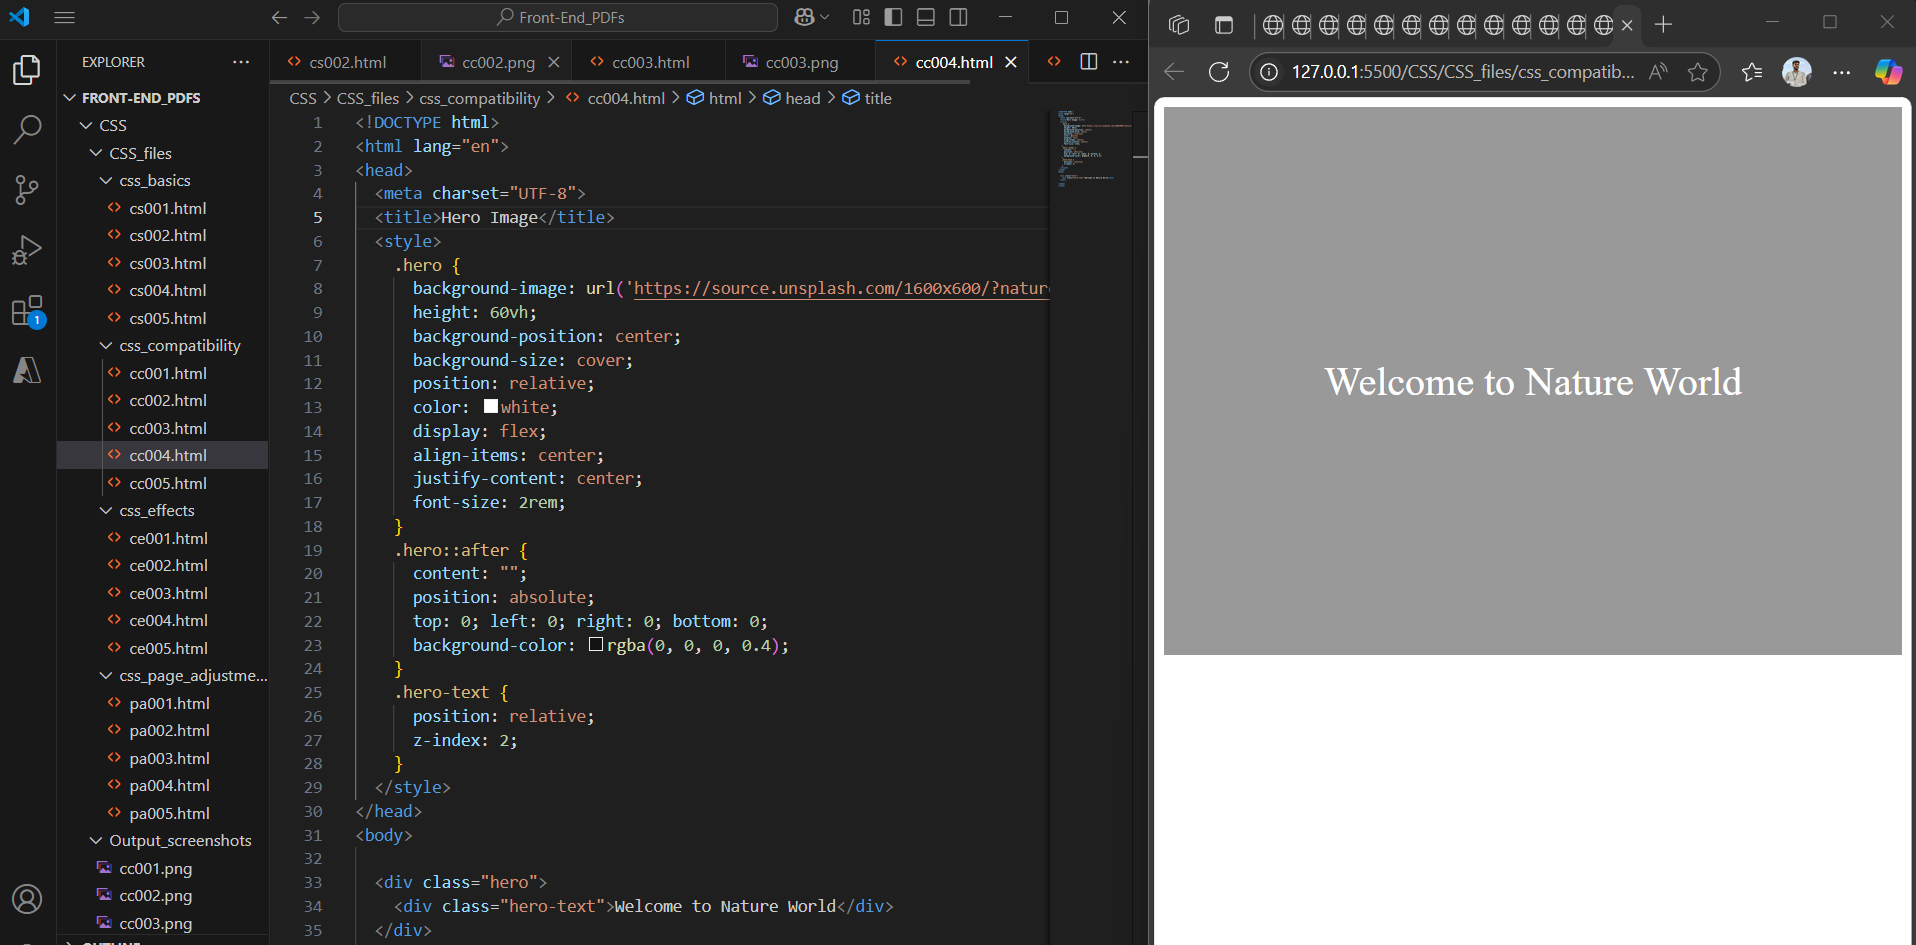 Front-End_PDFs
EXPLORER
FRONT-END_PDFS
CSS
CSS_files
css_basics
cs001.html
cs002.html
cs003.html
cs004.html
cs005.html
css_compatibility
cc001.html
cc002.html
cc003.html
cc004.html
cc005.html
css_effects
ce001.html
ce002.html
ce003.html
ce004.html
ce005.html
css_page_adjustme...
pa001.html
pa002.html
pa003.html
pa004.html
pa005.html
Output_screenshots
cc001.png
cc002.png
cc003.png
1
cs002.html
cc002.png
cc003.html
cc003.png
cc004.html
CSS > CSS_files > css_compatibility > cc004.html > html > head > title
1 <!DOCTYPE html>
2 <html lang="en">
3 <head>
4 <meta charset="UTF-8">
5 <title>Hero Image</title>
6 <style>
7 .hero {
8 background-image: url('https://source.unsplash.com/1600x600/?natur
9 height: 60vh;
10 background-position: center;
11 background-size: cover;
12 position: relative;
13 color: white;
14 display: flex;
15 align-items: center;
16 justify-content: center;
17 font-size: 2rem;
18 }
19 .hero::after {
20 content: "";
21 position: absolute;
22 top: 0; left: 0; right: 0; bottom: 0;
23 background-color: rgba(0, 0, 0, 0.4);
24 }
25 .hero-text {
26 position: relative;
27 z-index: 2;
28 }
29 </style>
30 </head>
31 <body>
32
33 <div class="hero">
34 <div class="hero-text">Welcome to Nature World</div>
35 </div>
127.0.0.1:5500/CSS/CSS_files/css_compatib...
Welcome to Nature World